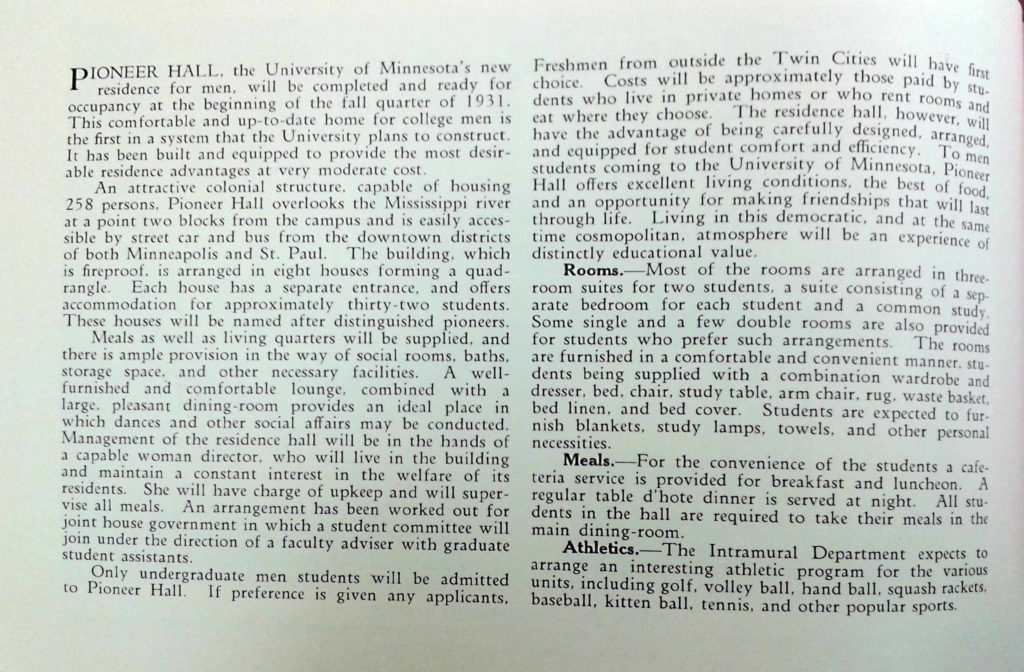 PIONEER HALL, the University of Minnesota's new
residence for men, will be completed and ready for
occupancy at the beginning of the fall quarter of 1931.
This comfortable and up-to-date home for college men is
the first in a system that the University plans to construct.
It has been built and equipped to provide the most desir-
able residence advantages at very moderate cost.
An attractive colonial structure, capable of housing
258 persons, Pioneer Hall overlooks the Mississippi river
at a point two blocks from the campus and is easily acces-
sible by street car and bus from the downtown districts
of both Minneapolis and St. Paul. The building, which
is fireproof, is arranged in eight houses forming a quad-
rangle. Each house has a separate entrance, and offers
accommodation for approximately thirty-two students.
These houses will be named after distinguished pioneers.
Meals as well as living quarters will be supplied, and
there is ample provision in the way of social rooms, baths,
storage space, and other necessary facilities. A well-
furnished and comfortable lounge, combined with a
large, pleasant dining-room provides an ideal place in
which dances and other social affairs may be conducted.
Management of the residence hall will be in the hands of
a capable woman director, who will live in the building
and maintain a constant interest in the welfare of its
residents. She will have charge of upkeep and will super-
vise all meals. An arrangement has been worked out for
joint house government in which a student committee will
join under the direction of a faculty adviser with graduate
student assistants.
Only undergraduate men students will be admitted
to Pioneer Hall. If preference is given any applicants,
Freshmen from outside the Twin Cities will have first
choice. Costs will be approximately those paid by stu-
dents who live in private homes or who rent rooms and
eat where they choose. The residence hall, however, will
have the advantage of being carefully designed, arranged,
and equipped for student comfort and efficiency. To men
students coming to the University of Minnesota, Pioneer
Hall offers excellent living conditions, the best of food,
and an opportunity for making friendships that will last
through life. Living in this democratic, and at the same
time cosmopolitan, atmosphere will be an experience of
distinctly educational value.
Rooms.—Most of the rooms are arranged in three-
room suites for two students, a suite consisting of a sep-
arate bedroom for each student and a common study.
Some single and a few double rooms are also provided
for students who prefer such arrangements. The rooms
are furnished in a comfortable and convenient manner, stu-
dents being supplied with a combination wardrobe and
dresser, bed, chair, study table, arm chair, rug, waste basket,
bed linen, and bed cover. Students are expected to fur-
nish blankets, study lamps, towels, and other personal
necessities.
Meals.—For the convenience of the students a cafe-
teria service is provided for breakfast and luncheon. A
regular table d'hote dinner is served at night. All stu-
dents in the hall are required to take their meals in the
main dining-room.
Athletics.—The Intramural Department expects to
arrange an interesting athletic program for the various
units, including golf, volley ball, hand ball, squash rackets,
baseball, kitten ball, tennis, and other popular sports.